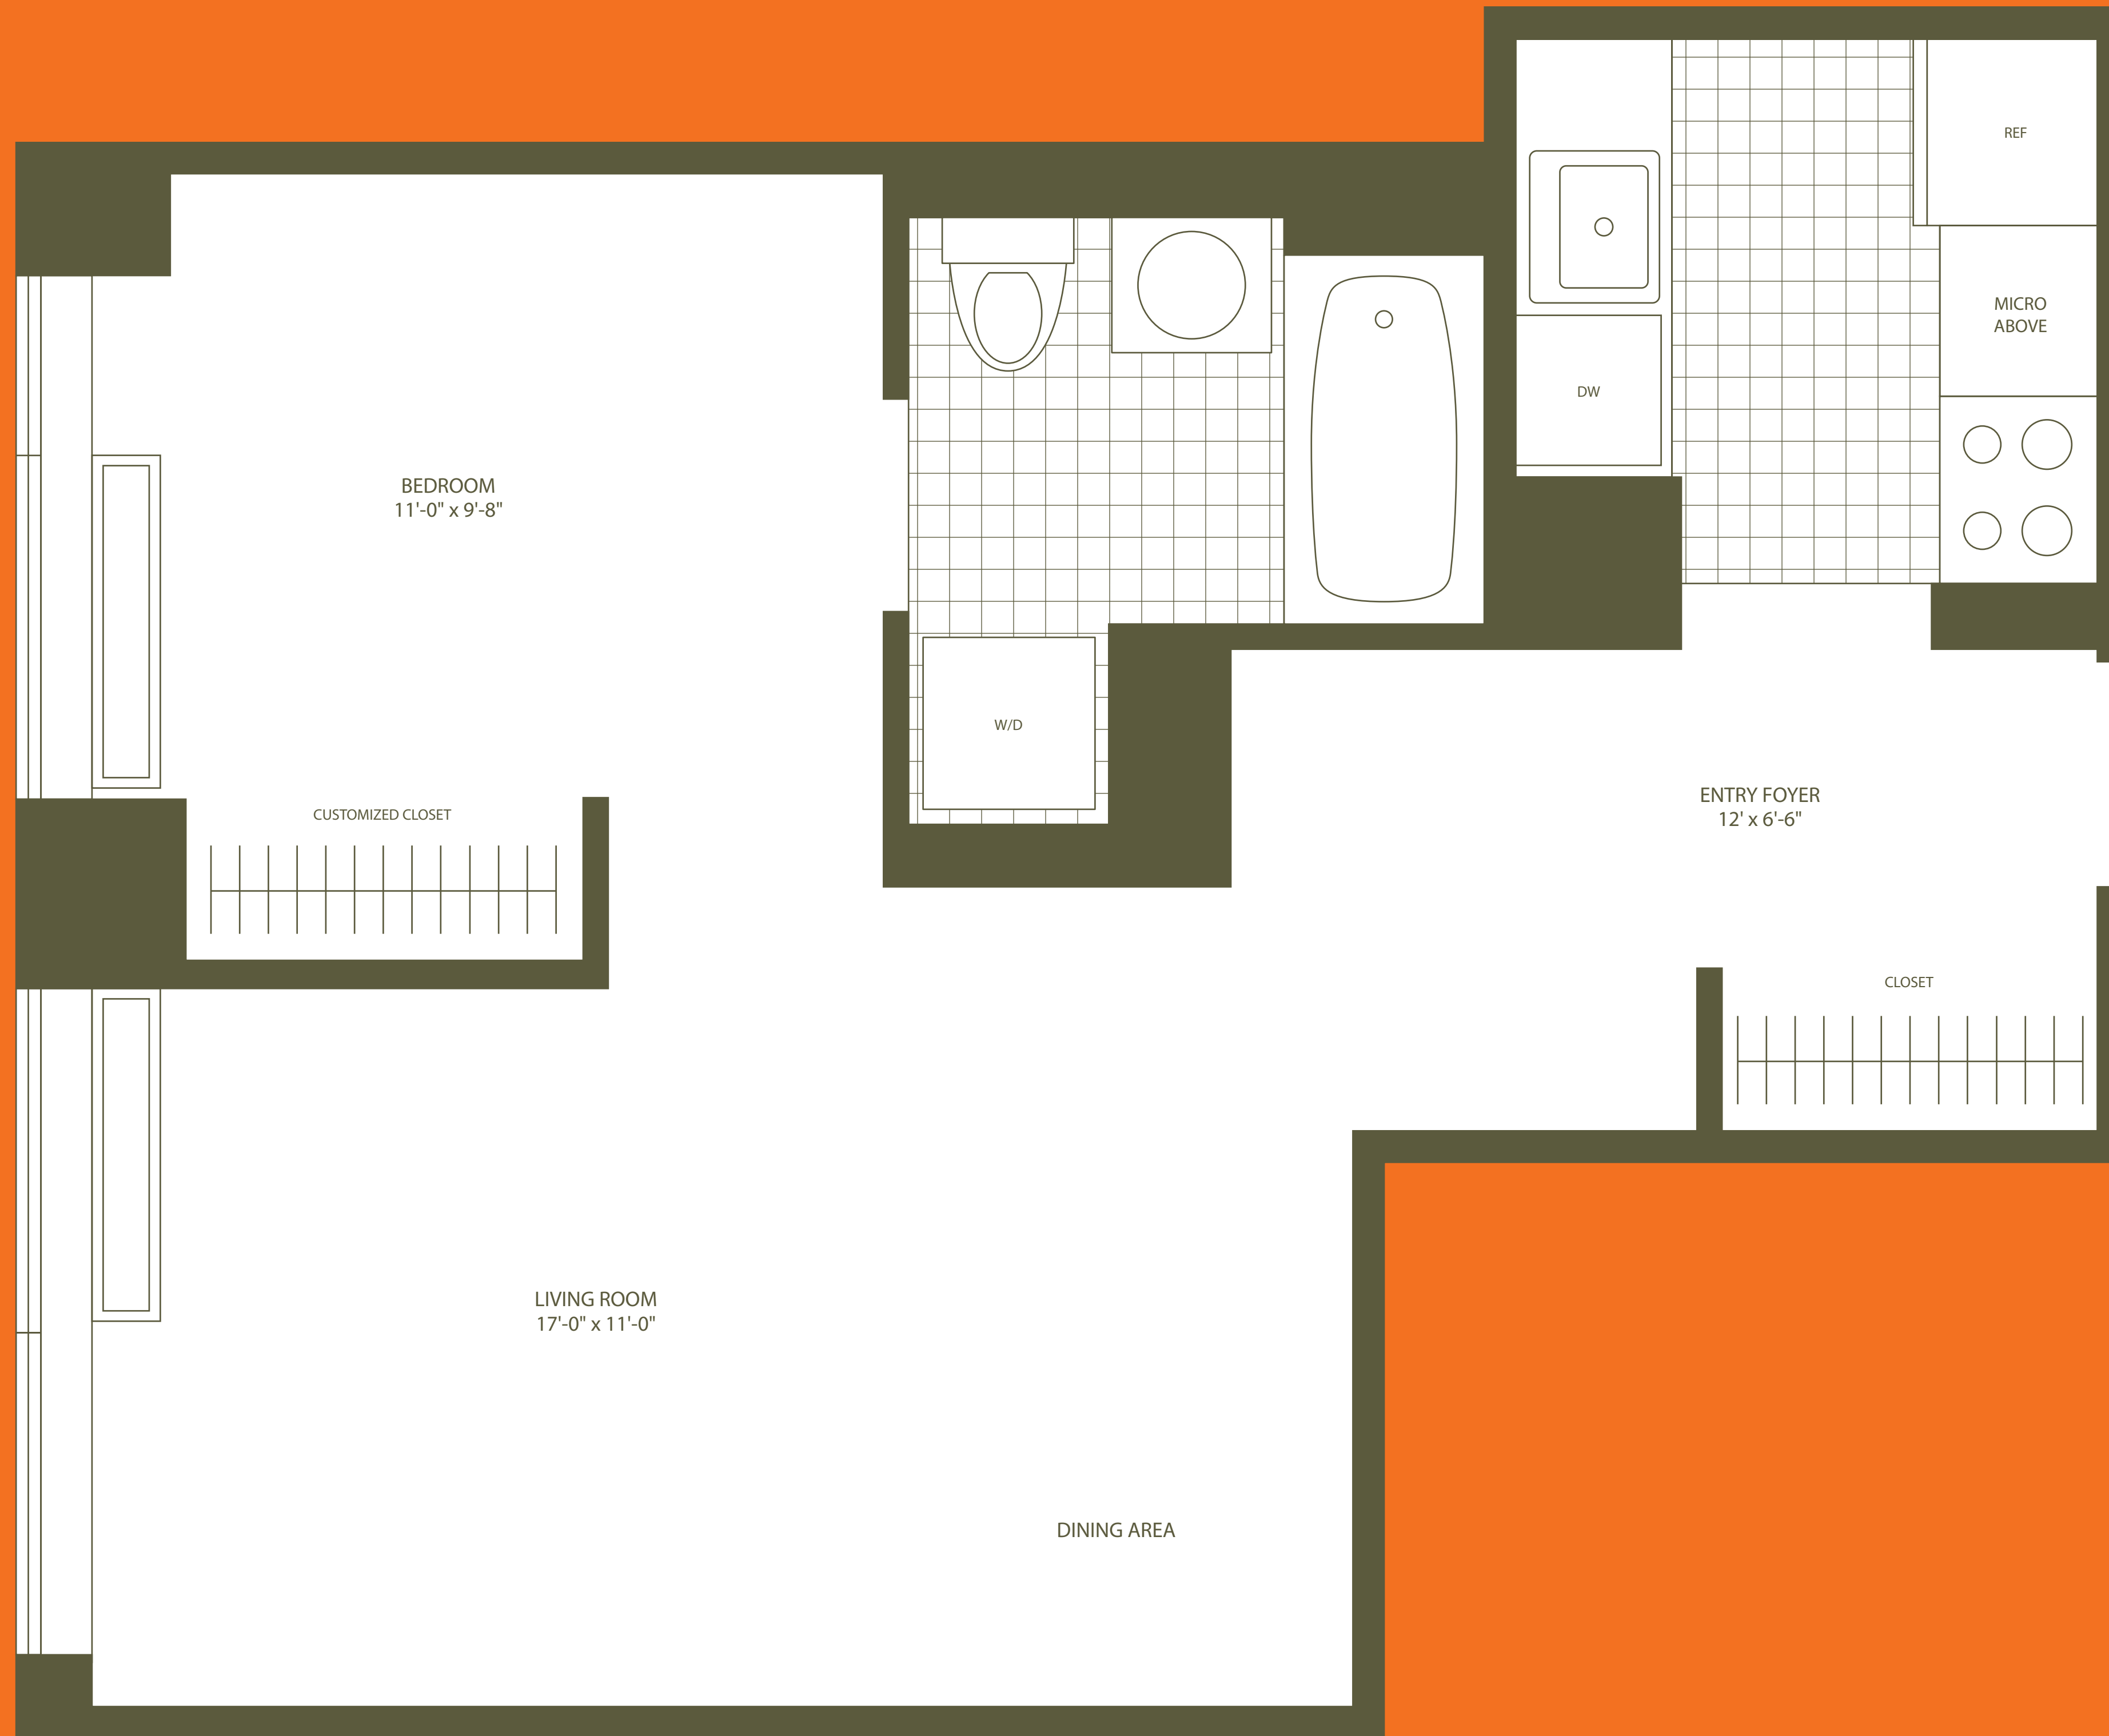 REF
MICRO
ABOVE
DW
BEDROOM
11'-0" x 9'-8"
W/D
ENTRY FOYER
12' x 6'-6"
CUSTOMIZED CLOSET
CLOSET
LIVING ROOM
17'-0" x 11'-0"
DINING AREA